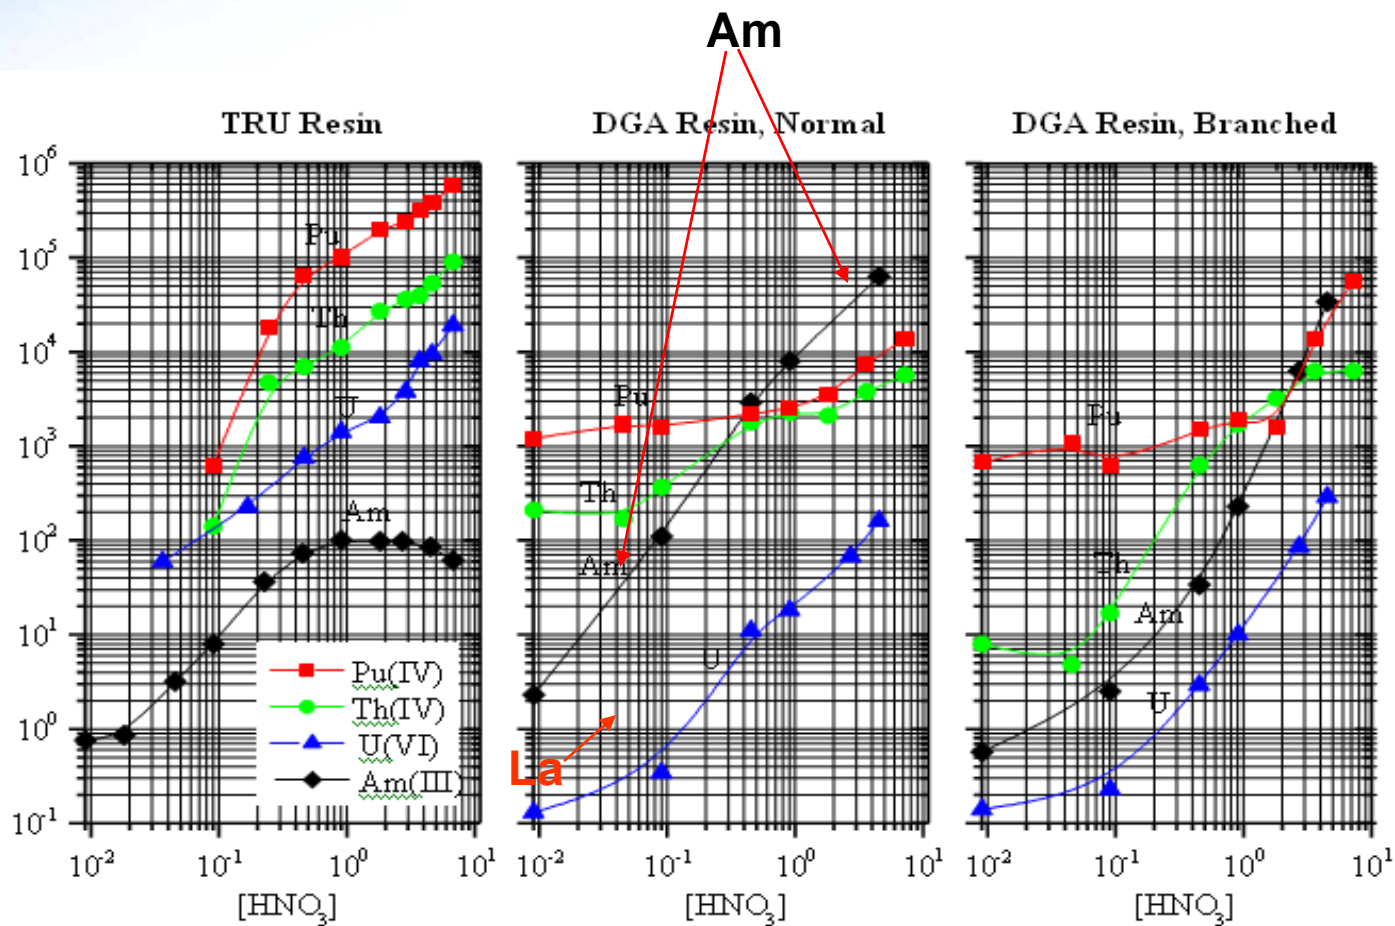 Am
TRU Resin
DGA Resin, Normal
DGA Resin, Branched
10^6
10^5
10^4
10^3
10^2
10^1
10^0
10^-1
Pu
Th
U
Am
Pu(IV)
Th(IV)
U(VI)
Am(III)
10^-2 10^-1 10^0 10^1
[HNO3]
Pu
Th
Am
U
La
10^-2 10^-1 10^0 10^1
[HNO3]
Pu
Th
Am
U
10^-2 10^-1 10^0 10^1
[HNO3]